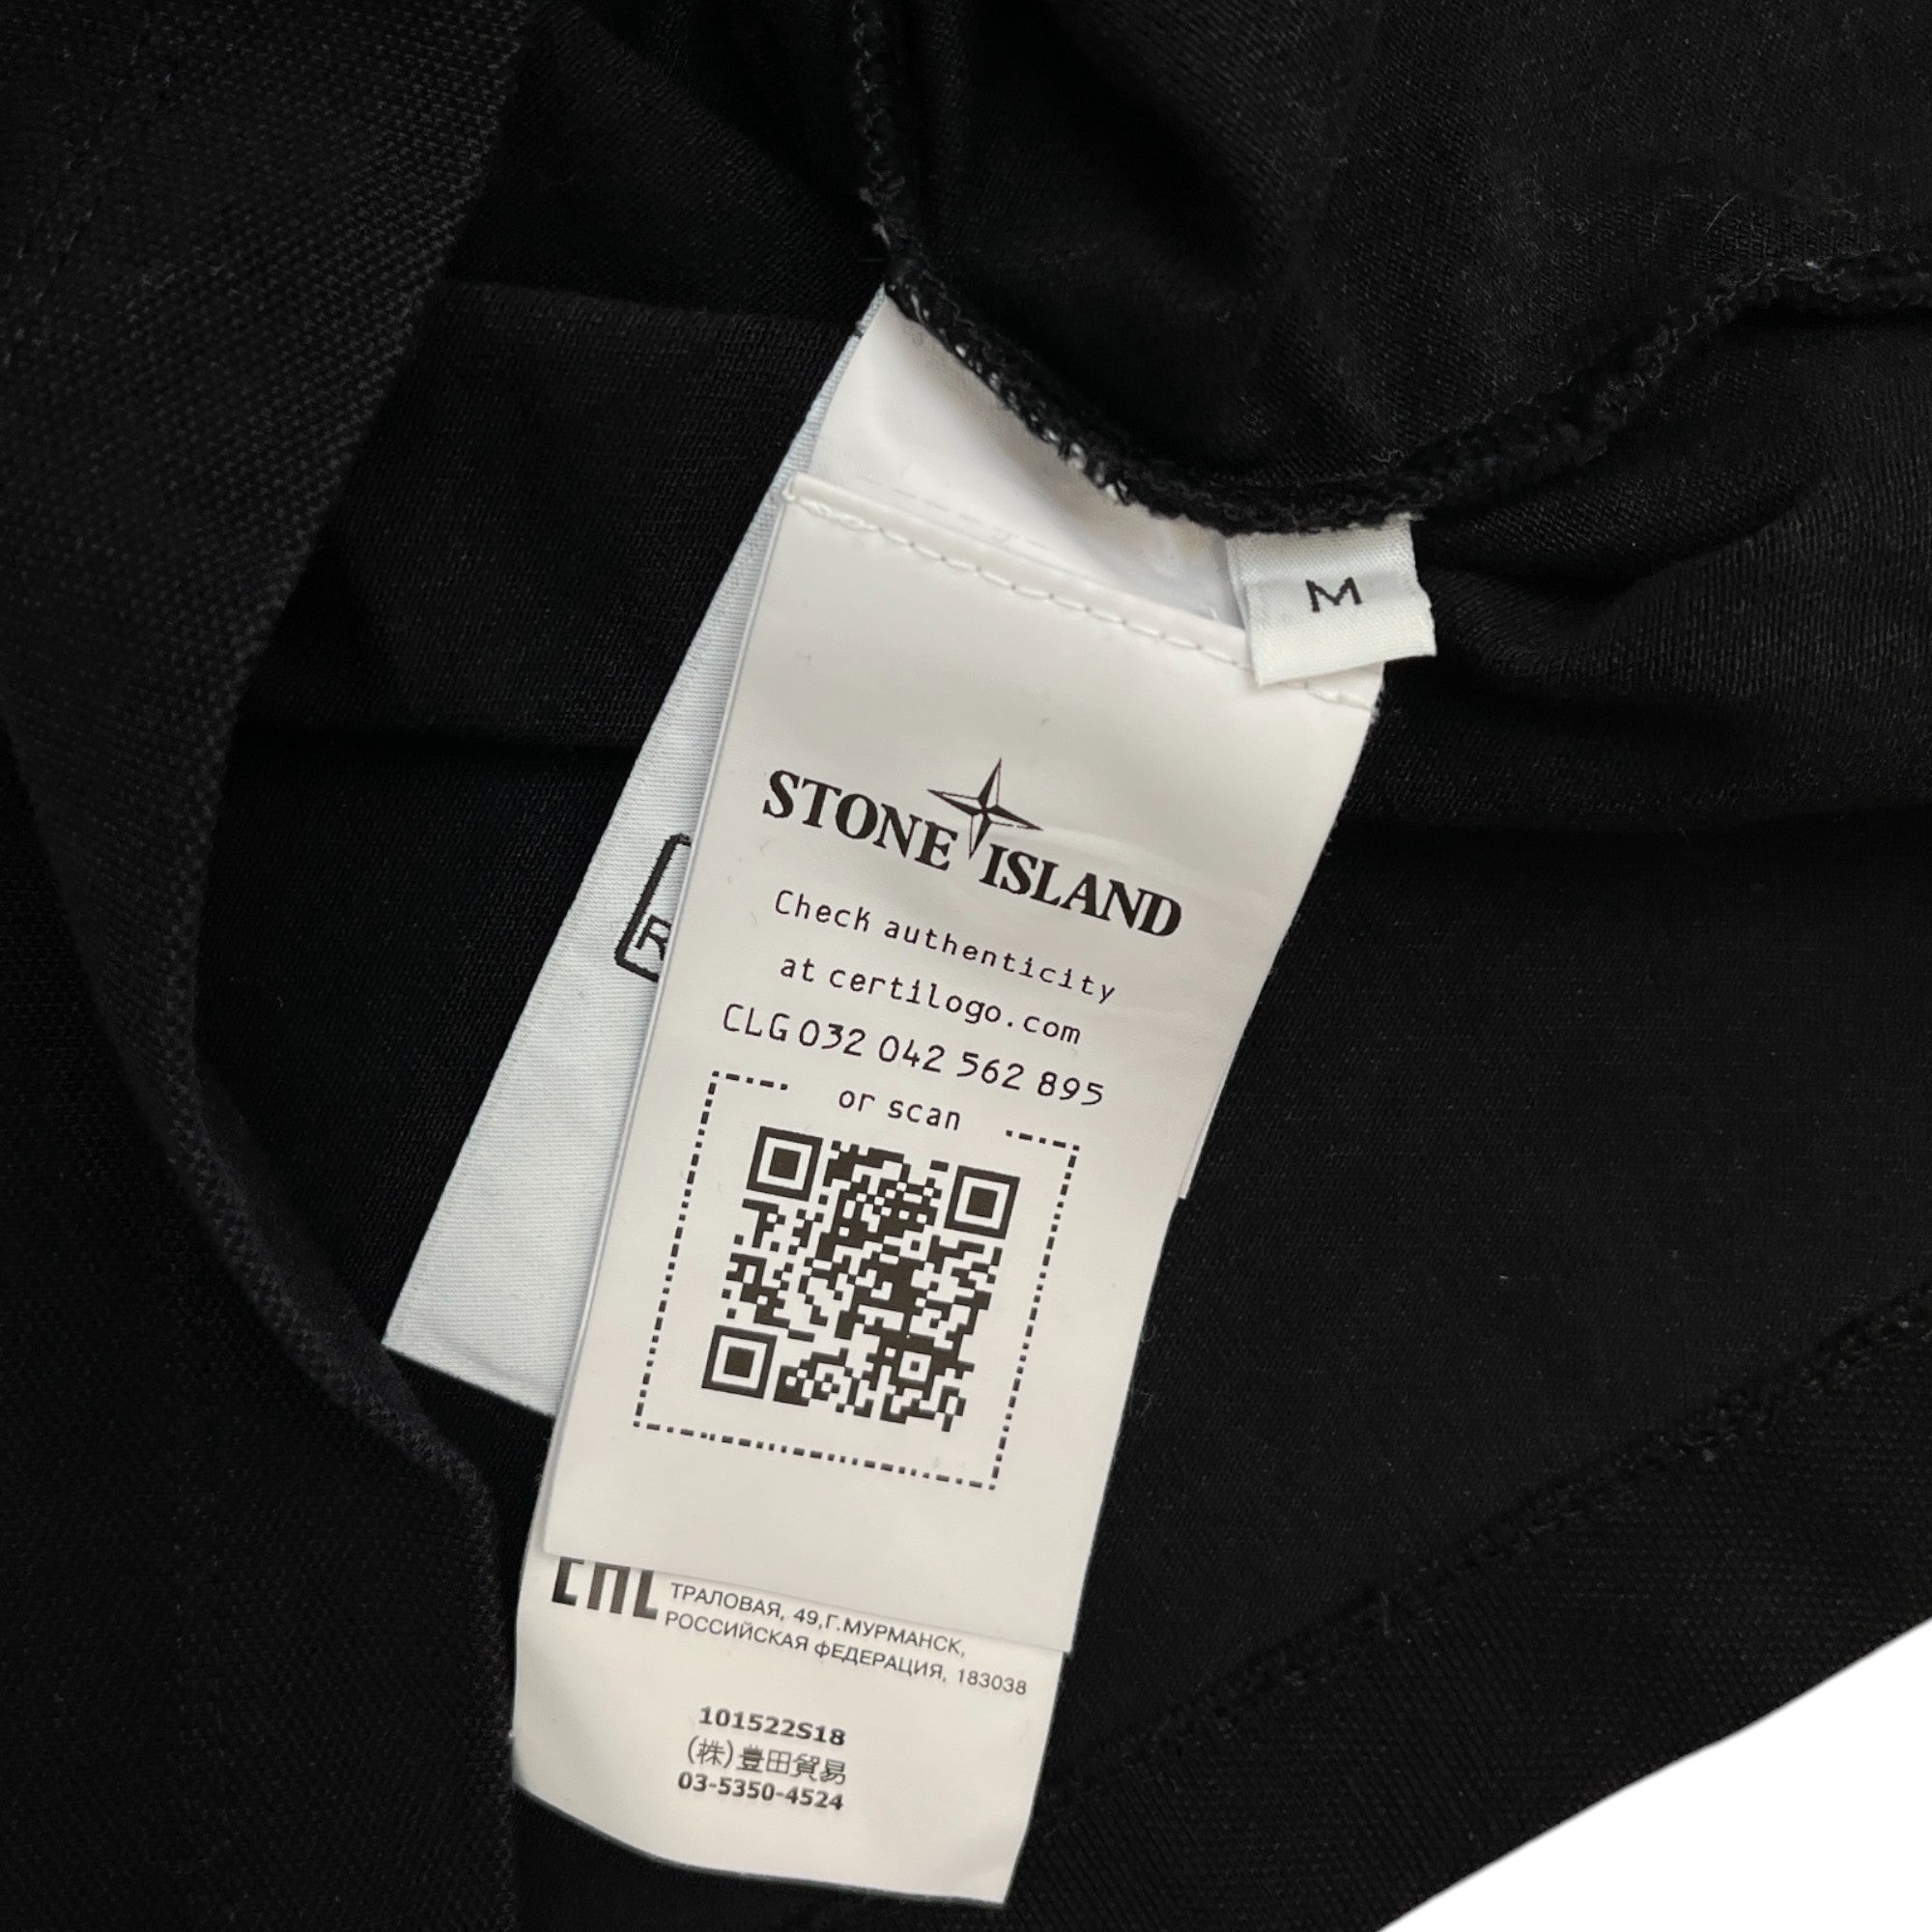 M
STONE ISLAND
Check authenticity
at certilogo.com
CLG 032 042 562 895
or scan
ТРАЛОВАЯ, 49,Г.МУРМАНСК,
РОССИЙСКАЯ ФЕДЕРАЦИЯ, 183038
101522S18
(株)豊田貿易
03-5350-4524